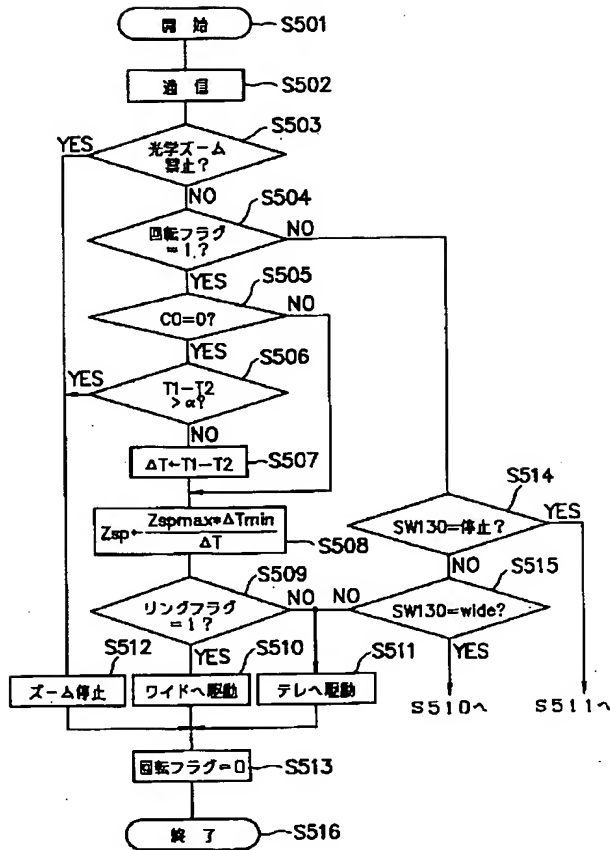 開始
S501
通信
S502
S503
YES
光学ズーム
禁止?
NO
S504
回転フラグ
=1.?
NO
YES
S505
C0=0?
NO
YES
S506
YES
T1-T2
>α?
NO
ΔT←T1-T2
S507
Zsp←Zspmax*ΔTmin
ΔT
S508
S514
SW130=停止?
YES
NO
S515
S509
リングフラグ
=1?
NO
NO
SW130=wide?
YES
YES
S512
S510
S511
ズーム停止
ワイドへ駆動
テレへ駆動
S510へ
S511へ
回転フラグ=0
S513
終了
S516